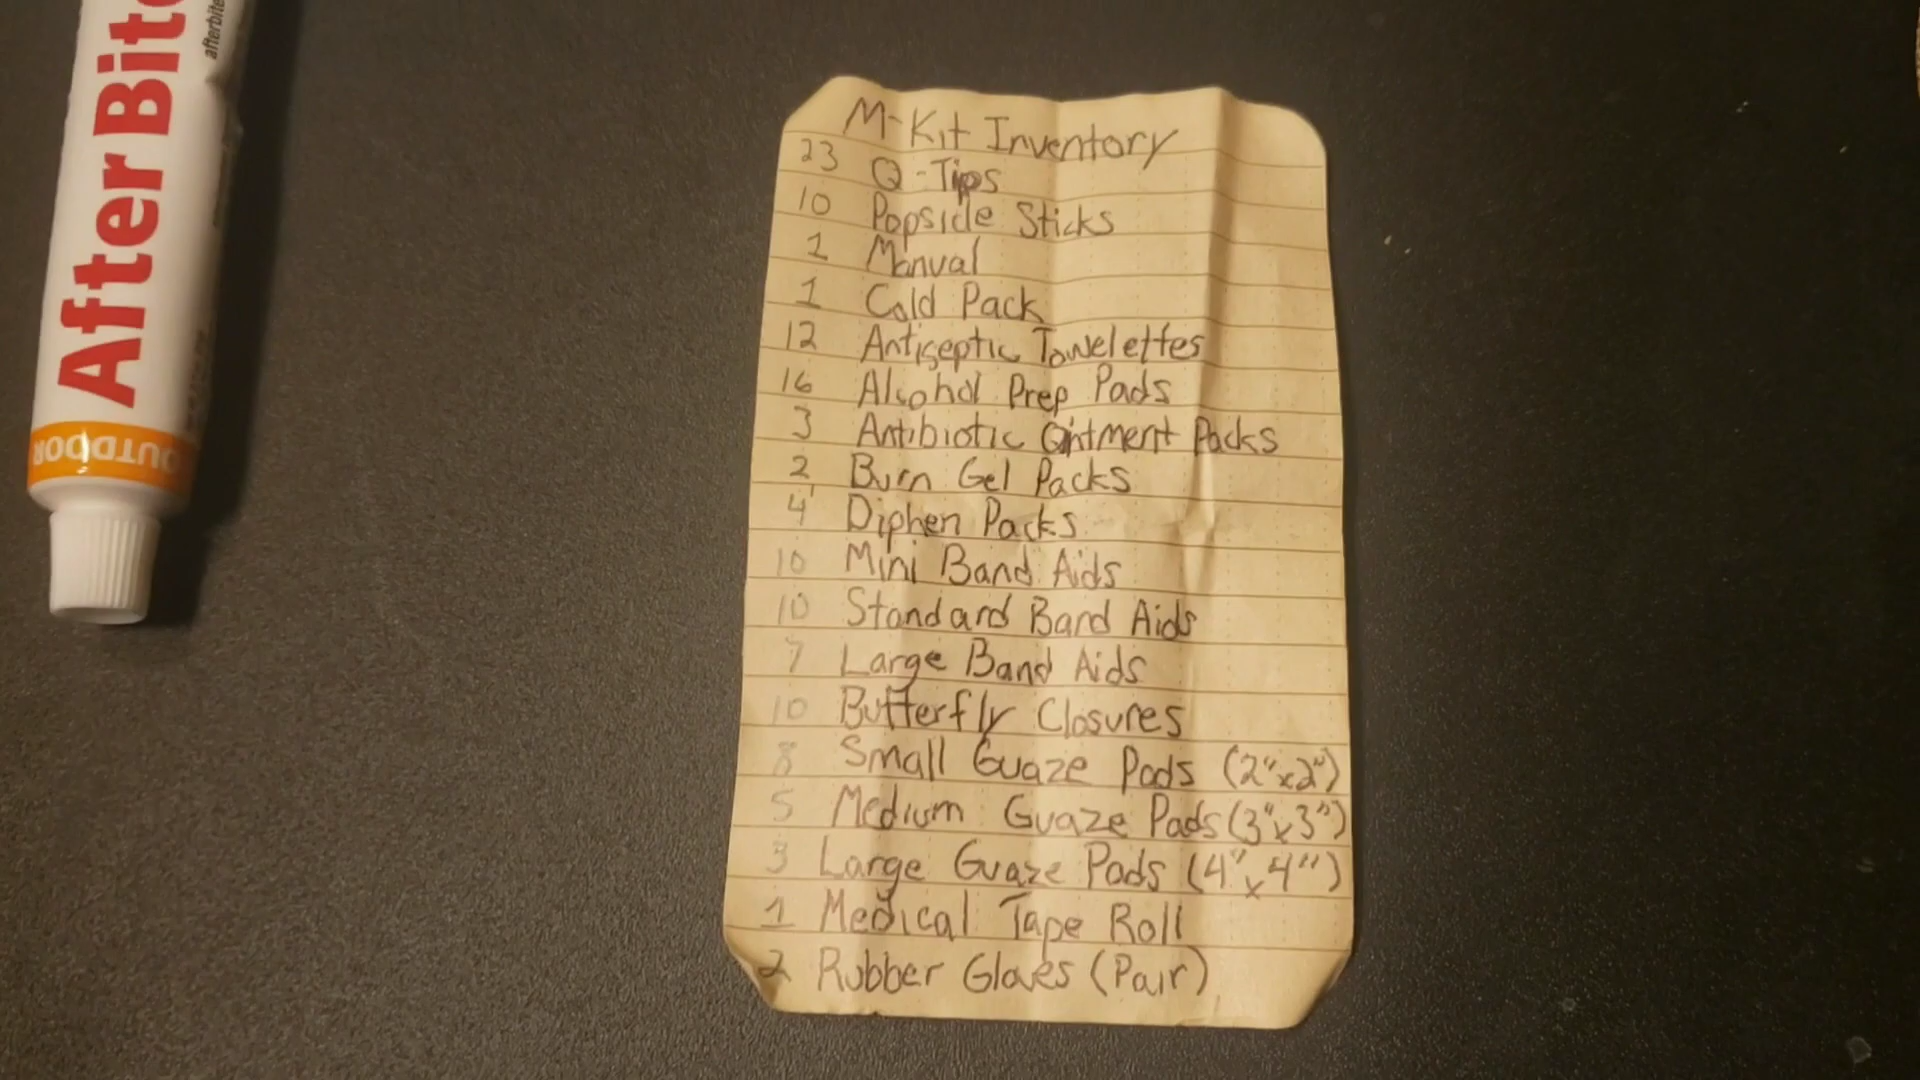 After Bite
afterbite
OUTDOOR
M-Kit Inventory
23 Q-Tips
10 Popsicle Sticks
1 Manual
1 Cold Pack
12 Antiseptic Towelettes
16 Alcohol Prep Pads
3 Antibiotic Ointment Packs
2 Burn Gel Packs
4 Diphen Packs
10 Mini Band Aids
10 Standard Band Aids
7 Large Band Aids
10 Butterfly Closures
8 Small Guaze Pads (2"x2")
5 Medium Guaze Pads (3"x3")
3 Large Guaze Pads (4"x4")
1 Medical Tape Roll
2 Rubber Gloves (Pair)